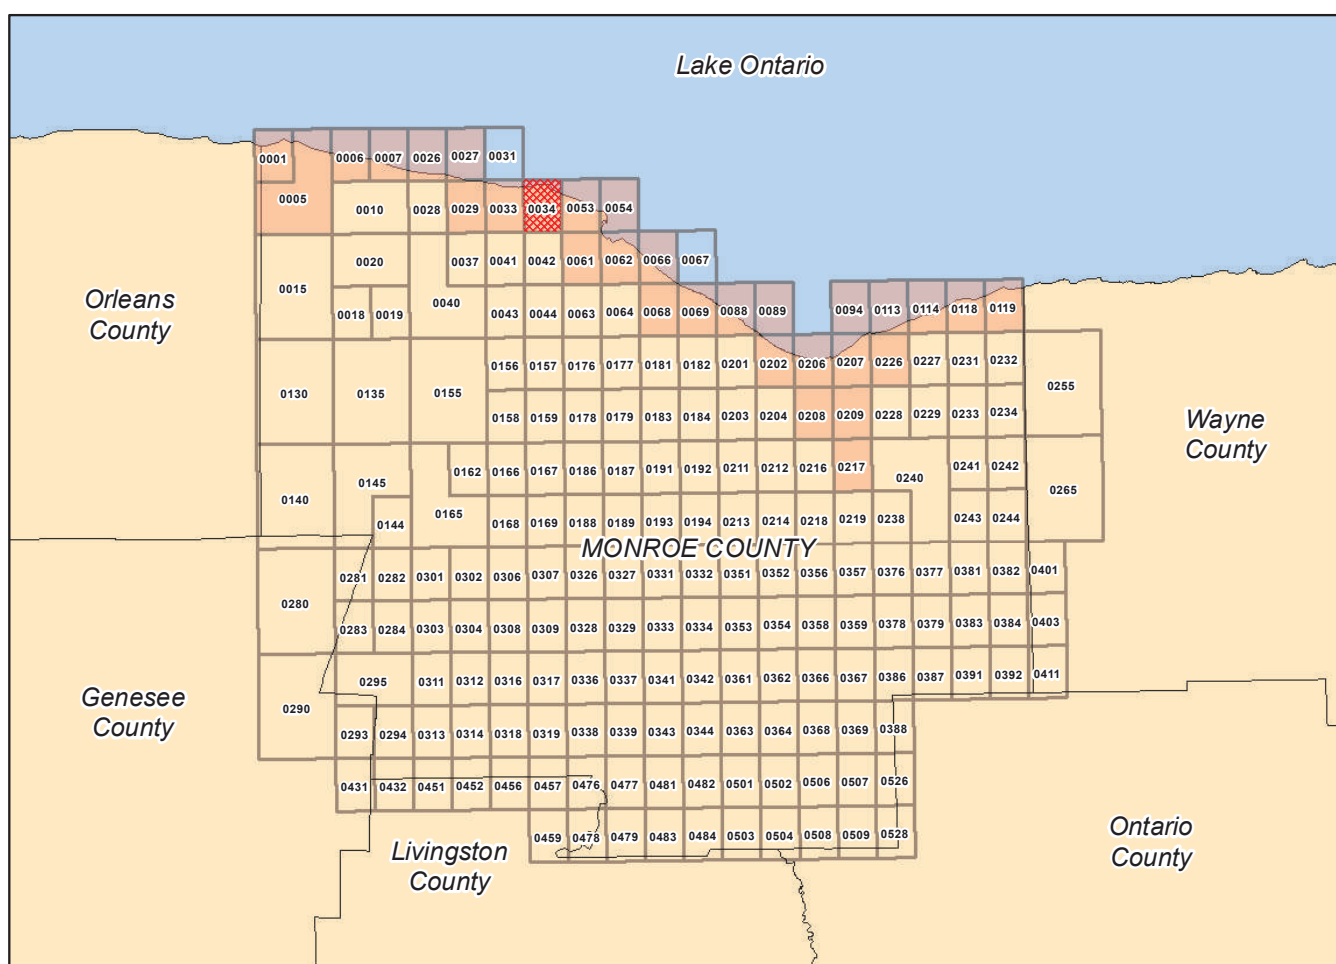 Lake Ontario
0001 0006 0007 0026 0027 0031
0005 0010 0028 0029 0033 0034 0053 0054
0015 0020 0037 0041 0042 0061 0062 0066 0067
Orleans
County
0018 0019 0040 0043 0044 0063 0064 0068 0069 0088 0089 0094 0113 0114 0118 0119
0156 0157 0176 0177 0181 0182 0201 0202 0206 0207 0226 0227 0231 0232
0130 0135 0155 0255
0158 0159 0178 0179 0183 0184 0203 0204 0208 0209 0228 0229 0233 0234
Wayne
County
0162 0166 0167 0186 0187 0191 0192 0211 0212 0216 0217 0240 0241 0242
0140 0145 0265
0144 0165 0168 0169 0188 0189 0193 0194 0213 0214 0218 0219 0238 0243 0244
MONROE COUNTY
0281 0282 0301 0302 0306 0307 0326 0327 0331 0332 0351 0352 0356 0357 0376 0377 0381 0382 0401
0280
0283 0284 0303 0304 0308 0309 0328 0329 0333 0334 0353 0354 0358 0359 0378 0379 0383 0384 0403
0295 0311 0312 0316 0317 0336 0337 0341 0342 0361 0362 0366 0367 0386 0387 0391 0392 0411
Genesee
County
0290
0293 0294 0313 0314 0318 0319 0338 0339 0343 0344 0363 0364 0368 0369 0388
0431 0432 0451 0452 0456 0457 0476 0477 0481 0482 0501 0502 0506 0507 0526
0459 0478 0479 0483 0484 0503 0504 0508 0509 0528
Livingston
County
Ontario
County